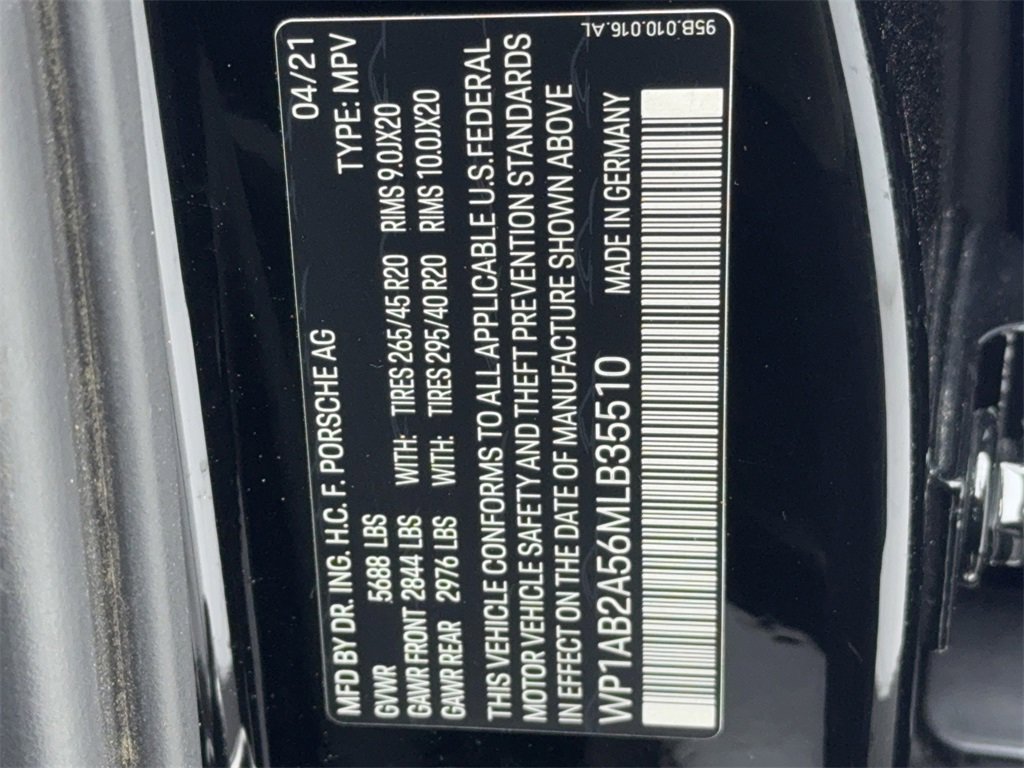 MFD BY DR. ING. H.C. F. PORSCHE AG 04/21
GVWR 5688 LBS TYPE: MPV
GAWR FRONT 2844 LBS WITH: TIRES 265/45 R20 RIMS 9.0JX20
GAWR REAR 2976 LBS WITH: TIRES 295/40 R20 RIMS 10.0JX20
THIS VEHICLE CONFORMS TO ALL APPLICABLE U.S. FEDERAL
MOTOR VEHICLE SAFETY AND THEFT PREVENTION STANDARDS
IN EFFECT ON THE DATE OF MANUFACTURE SHOWN ABOVE
WP1AB2A56MLB35510 MADE IN GERMANY
95B.010.016.AL